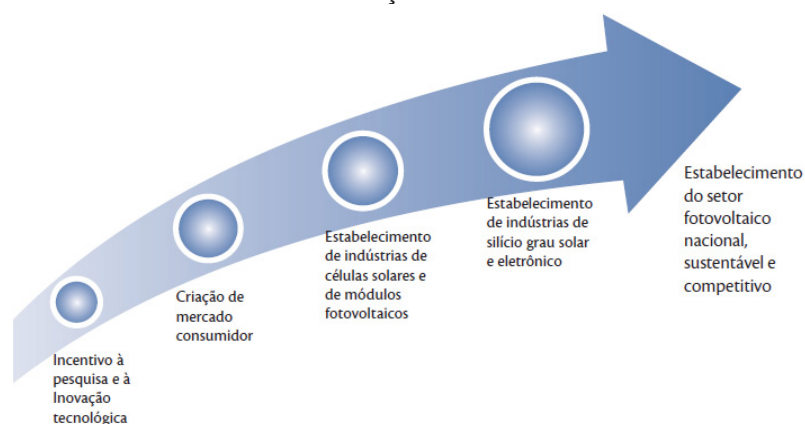 Incentivo à
pesquisa e à
Inovação
tecnológica
Criação de
mercado
consumidor
Estabelecimento
de indústrias de
células solares e
de módulos
fotovoltaicos
Estabelecimento
de indústrias de
silício grau solar
e eletrônico
Estabelecimento
do setor
fotovoltaico
nacional,
sustentável e
competitivo